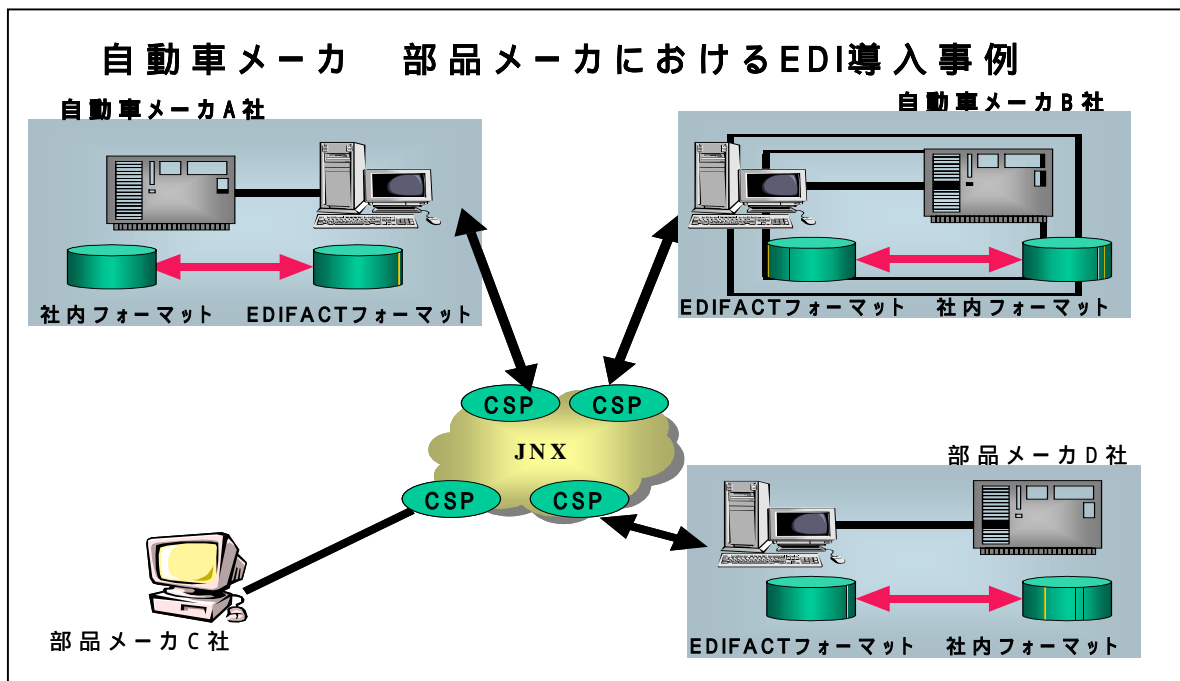 自動車メーカ 部品メーカにおけるEDI導入事例
自動車メーカA社
自動車メーカB社
社内フォーマット
EDIFACTフォーマット
EDIFACTフォーマット
社内フォーマット
CSP
CSP
JNX
CSP
CSP
部品メーカD社
部品メーカC社
EDIFACTフォーマット
社内フォーマット